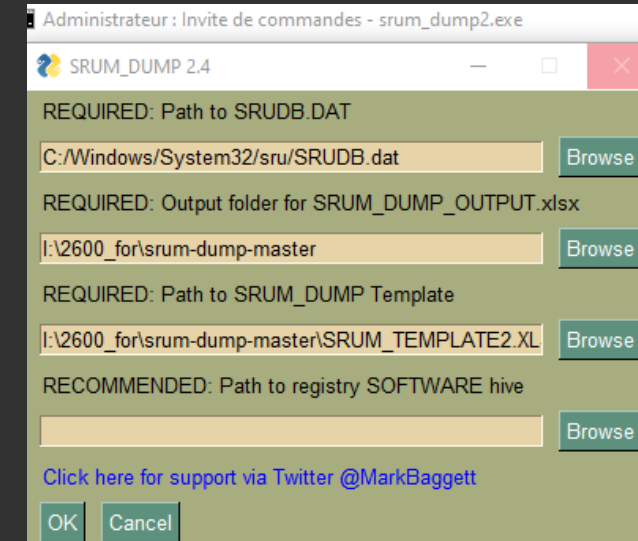 Administrateur : Invite de commandes - srum_dump2.exe
SRUM_DUMP 2.4
REQUIRED: Path to SRUDB.DAT
C:/Windows/System32/sru/SRUDB.dat Browse
REQUIRED: Output folder for SRUM_DUMP_OUTPUT.xlsx
I:\2600_for\srum-dump-master Browse
REQUIRED: Path to SRUM_DUMP Template
I:\2600_for\srum-dump-master\SRUM_TEMPLATE2.XL Browse
RECOMMENDED: Path to registry SOFTWARE hive
Browse
Click here for support via Twitter @MarkBaggett
OK Cancel